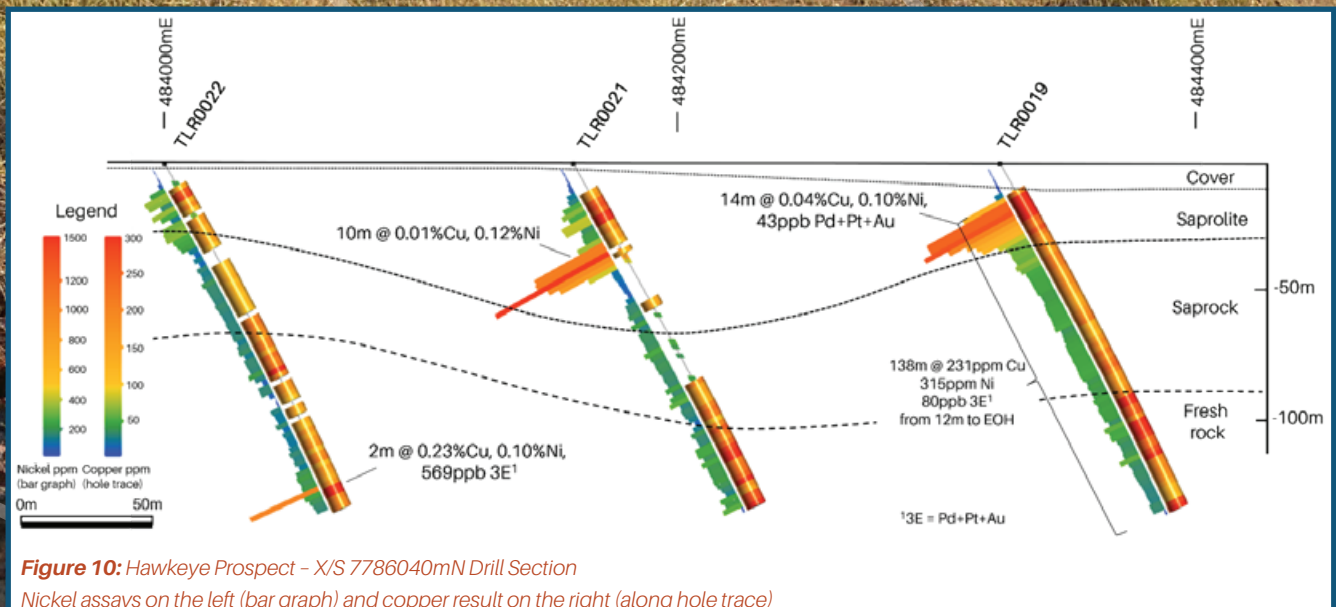 484000mE
TLR0022
TLR0021
484200mE
TLR0019
484400mE
Cover
Saprolite
-50m
Saprock
-100m
Fresh
rock
Legend
1500
1200
1000
800
600
400
200
300
250
200
150
100
50
Nickel ppm
(bar graph)
Copper ppm
(hole trace)
0m
50m
10m @ 0.01%Cu, 0.12%Ni
14m @ 0.04%Cu, 0.10%Ni,
43ppb Pd+Pt+Au
138m @ 231ppm Cu
315ppm Ni
80ppb 3E¹
from 12m to EOH
2m @ 0.23%Cu, 0.10%Ni,
569ppb 3E¹
¹3E = Pd+Pt+Au
Figure 10: Hawkeye Prospect – X/S 7786040mN Drill Section
Nickel assays on the left (bar graph) and copper result on the right (along hole trace)